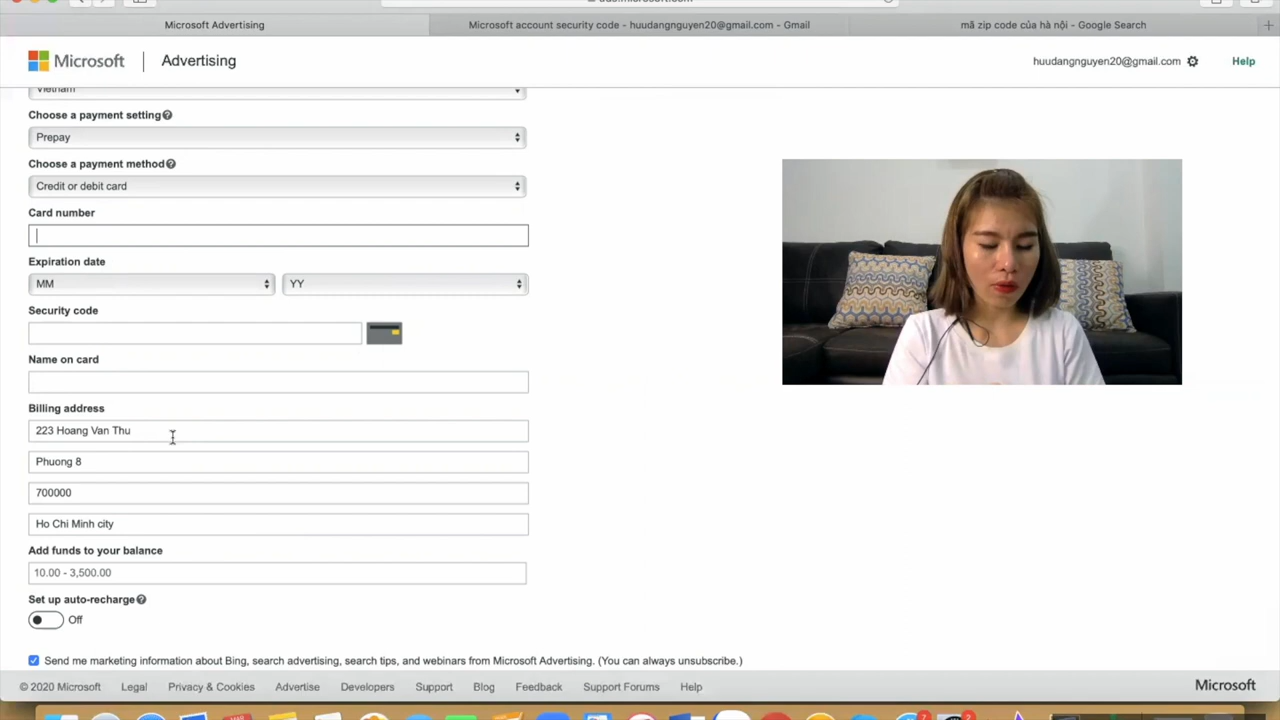 Microsoft Advertising
Microsoft account security code - huudangnguyen20@gmail.com - Gmail
mã zip code của hà nội - Google Search
Microsoft | Advertising
huudangnguyen20@gmail.com
Help
Vietnam
Choose a payment setting
Prepay
Choose a payment method
Credit or debit card
Card number
Expiration date
MM
YY
Security code
Name on card
Billing address
223 Hoang Van Thu
Phuong 8
700000
Ho Chi Minh city
Add funds to your balance
10.00 - 3,500.00
Set up auto-recharge
Off
Send me marketing information about Bing, search advertising, search tips, and webinars from Microsoft Advertising. (You can always unsubscribe.)
© 2020 Microsoft Legal Privacy & Cookies Advertise Developers Support Blog Feedback Support Forums Help
Microsoft